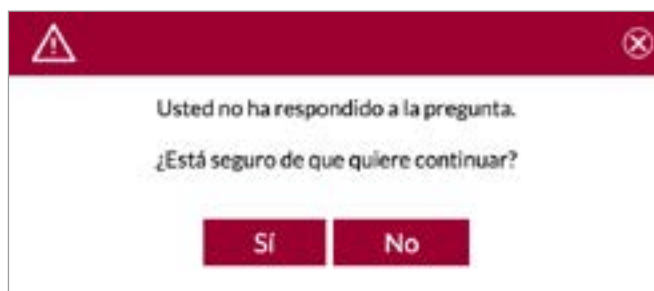 Usted no ha respondido a la pregunta.
¿Está seguro de que quiere continuar?
Sí No